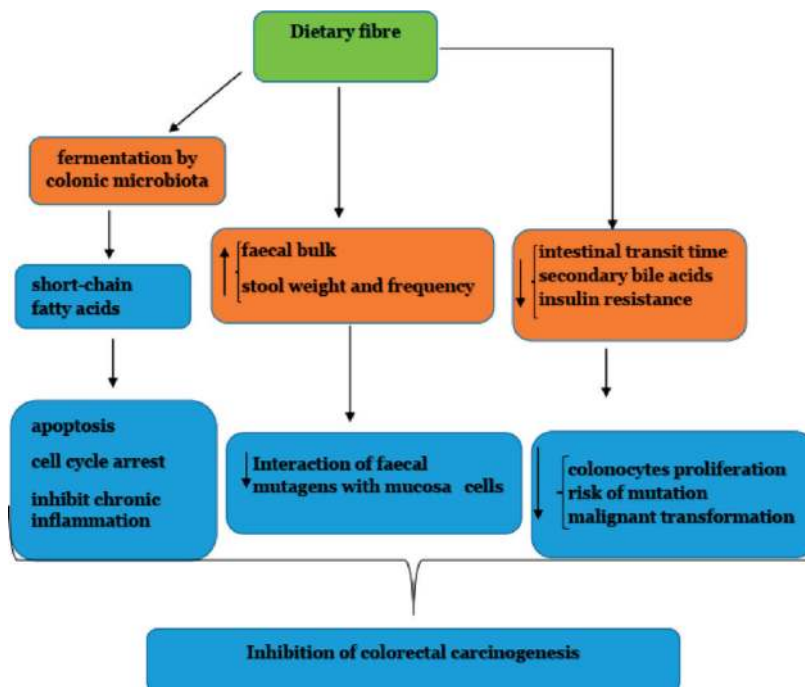 Dietary fibre
fermentation by
colonic microbiota
faecal bulk
stool weight and frequency
intestinal transit time
secondary bile acids
insulin resistance
short-chain
fatty acids
apoptosis
cell cycle arrest
inhibit chronic
inflammation
Interaction of faecal
mutagens with mucosa cells
colonocytes proliferation
risk of mutation
malignant transformation
Inhibition of colorectal carcinogenesis